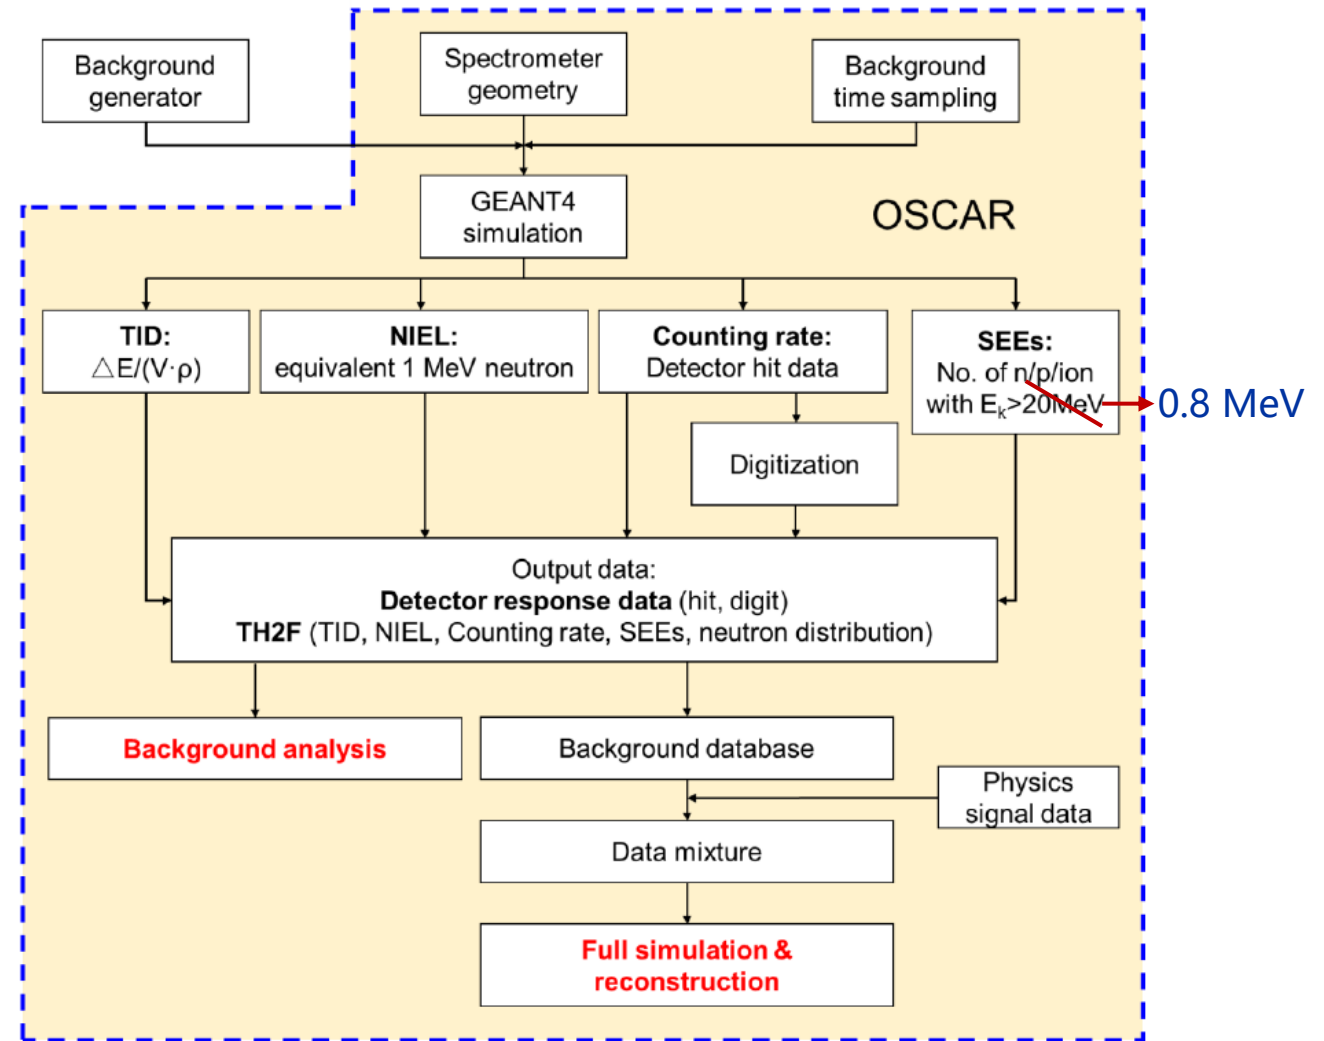 Background
generator
Spectrometer
geometry
Background
time sampling
GEANT4
simulation
OSCAR
TID:
△E/(V·ρ)
NIEL:
equivalent 1 MeV neutron
Counting rate:
Detector hit data
SEEs:
No. of n/p/ion
with Eₖ>20MeV
0.8 MeV
Digitization
Output data:
Detector response data (hit, digit)
TH2F (TID, NIEL, Counting rate, SEEs, neutron distribution)
Background analysis
Background database
Physics
signal data
Data mixture
Full simulation &
reconstruction